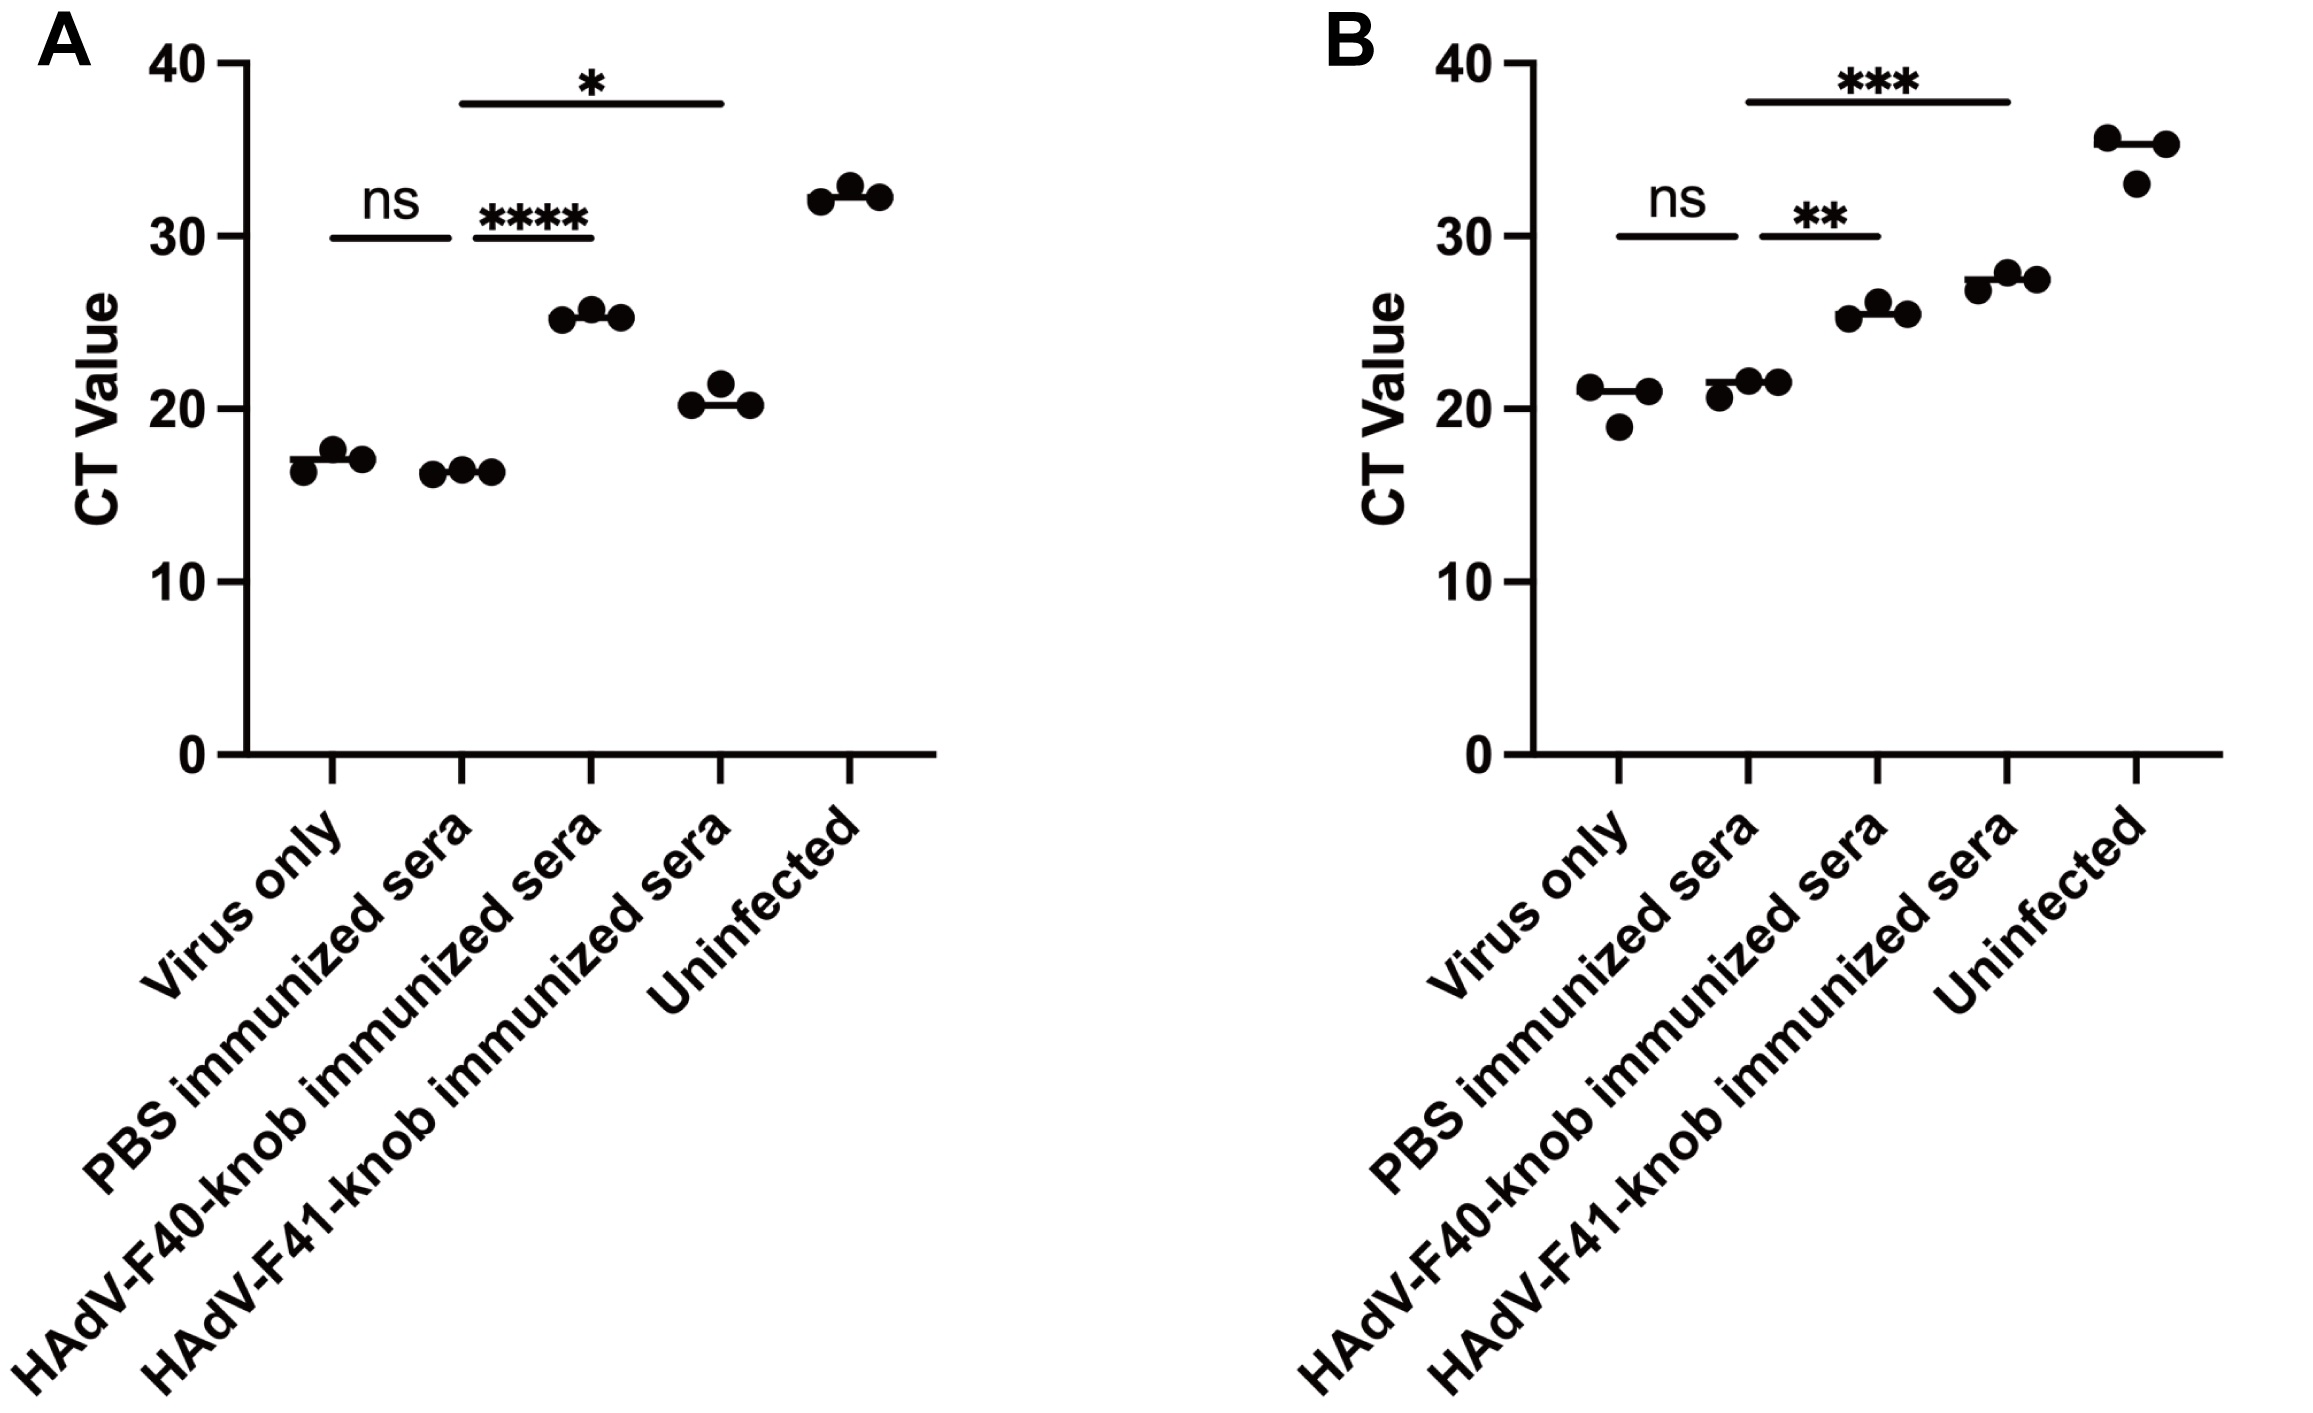 A
40
30
20
10
0
CT Value
*
ns
****
Virus only
PBS immunized sera
HAdV-F40-knob immunized sera
HAdV-F41-knob immunized sera
Uninfected
B
40
30
20
10
0
CT Value
***
ns
**
Virus only
PBS immunized sera
HAdV-F40-knob immunized sera
HAdV-F41-knob immunized sera
Uninfected